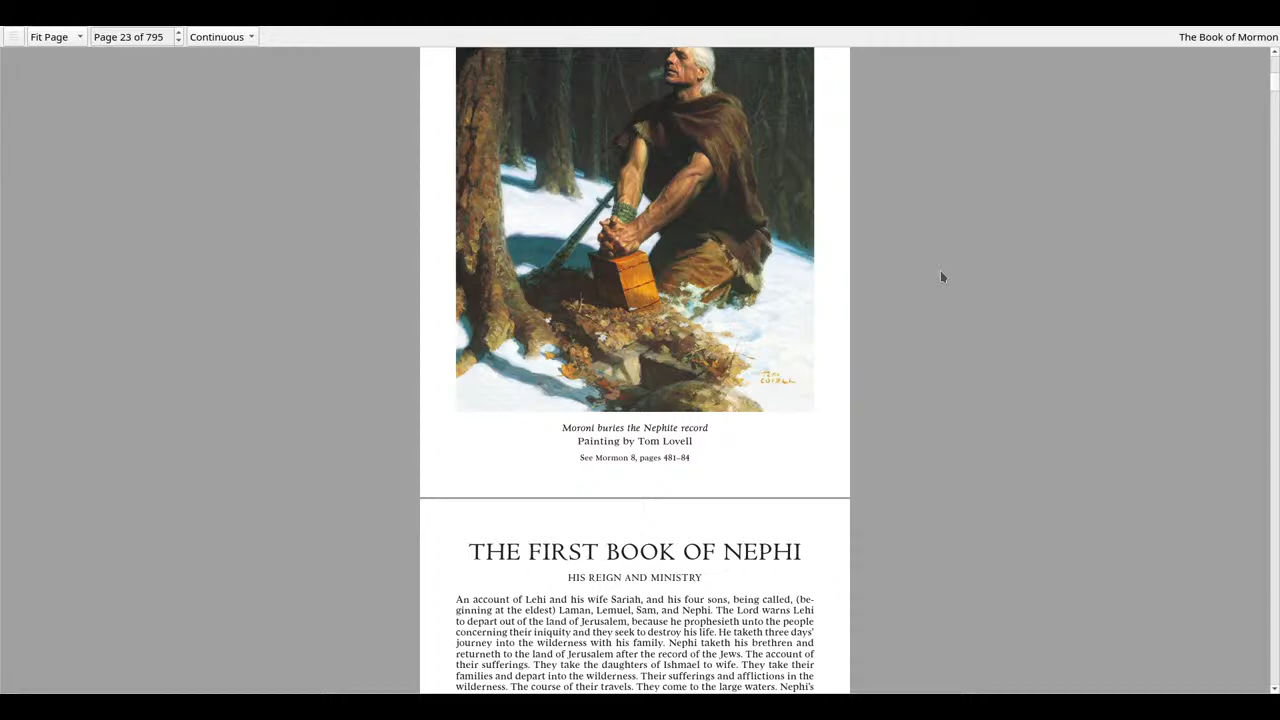 Fit Page
Page 23 of 795
Continuous
The Book of Mormon
Moroni buries the Nephite record
Painting by Tom Lovell
See Mormon 8, pages 481–84
THE FIRST BOOK OF NEPHI
HIS REIGN AND MINISTRY
An account of Lehi and his wife Sariah, and his four sons, being called, (be-
ginning at the eldest) Laman, Lemuel, Sam, and Nephi. The Lord warns Lehi
to depart out of the land of Jerusalem, because he prophesieth unto the people
concerning their iniquity and they seek to destroy his life. He taketh three days’
journey into the wilderness with his family. Nephi taketh his brethren and
returneth to the land of Jerusalem after the record of the Jews. The account of
their sufferings. They take the daughters of Ishmael to wife. They take their
families and depart into the wilderness. Their sufferings and afflictions in the
wilderness. The course of their travels. They come to the large waters. Nephi’s